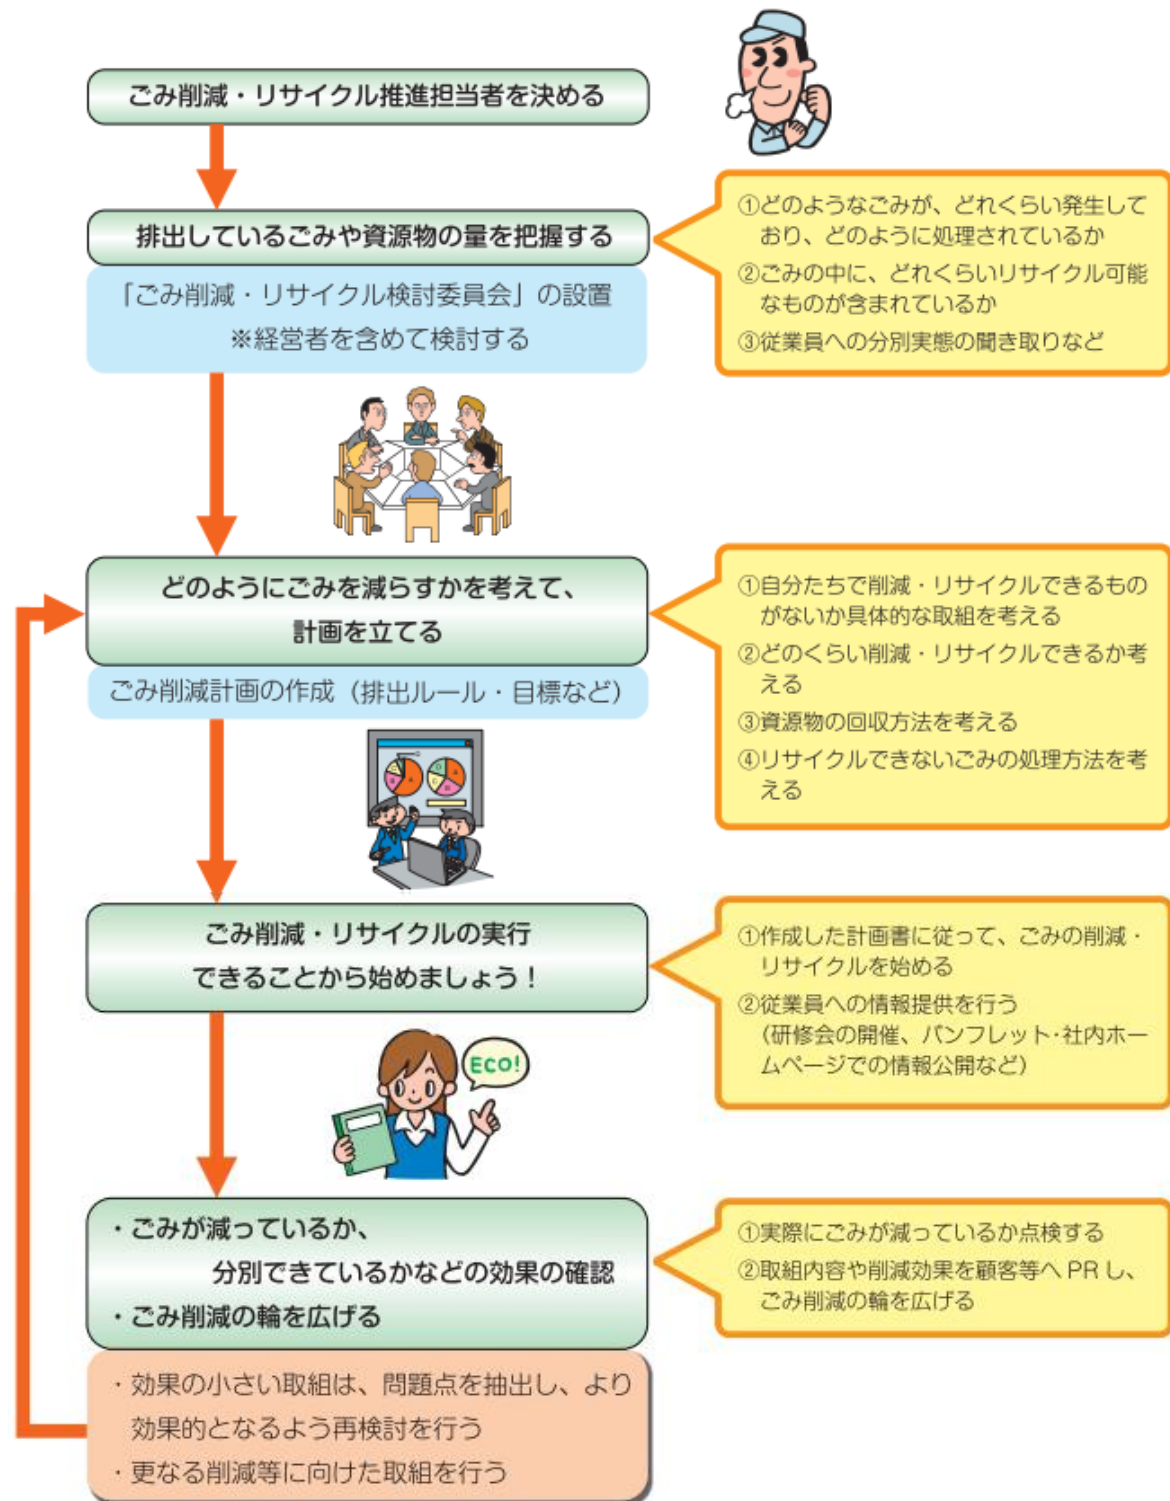 ごみ削減・リサイクル推進担当者を決める
排出しているごみや資源物の量を把握する
「ごみ削減・リサイクル検討委員会」の設置
※経営者を含めて検討する
①どのようなごみが、どれくらい発生して
おり、どのように処理されているか
②ごみの中に、どれくらいリサイクル可能
なものが含まれているか
③従業員への分別実態の聞き取りなど
どのようにごみを減らすかを考えて、
計画を立てる
ごみ削減計画の作成（排出ルール・目標など）
①自分たちで削減・リサイクルできるもの
がないか具体的な取組を考える
②どのくらい削減・リサイクルできるか考
える
③資源物の回収方法を考える
④リサイクルできないごみの処理方法を考
える
ごみ削減・リサイクルの実行
できることから始めましょう！
①作成した計画書に従って、ごみの削減・
リサイクルを始める
②従業員への情報提供を行う
（研修会の開催、パンフレット・社内ホー
ムページでの情報公開など）
ECO!
・ごみが減っているか、
分別できているかなどの効果の確認
・ごみ削減の輪を広げる
①実際にごみが減っているか点検する
②取組内容や削減効果を顧客等へ PR し、
ごみ削減の輪を広げる
・効果の小さい取組は、問題点を抽出し、より
効果的となるよう再検討を行う
・更なる削減等に向けた取組を行う